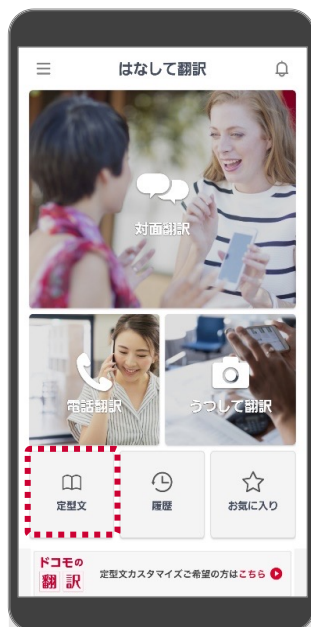 はなして翻訳
対面翻訳
電話翻訳
うつして翻訳
定型文
履歴
お気に入り
ドコモの
翻訳
定型文カスタマイズご希望の方はこちら